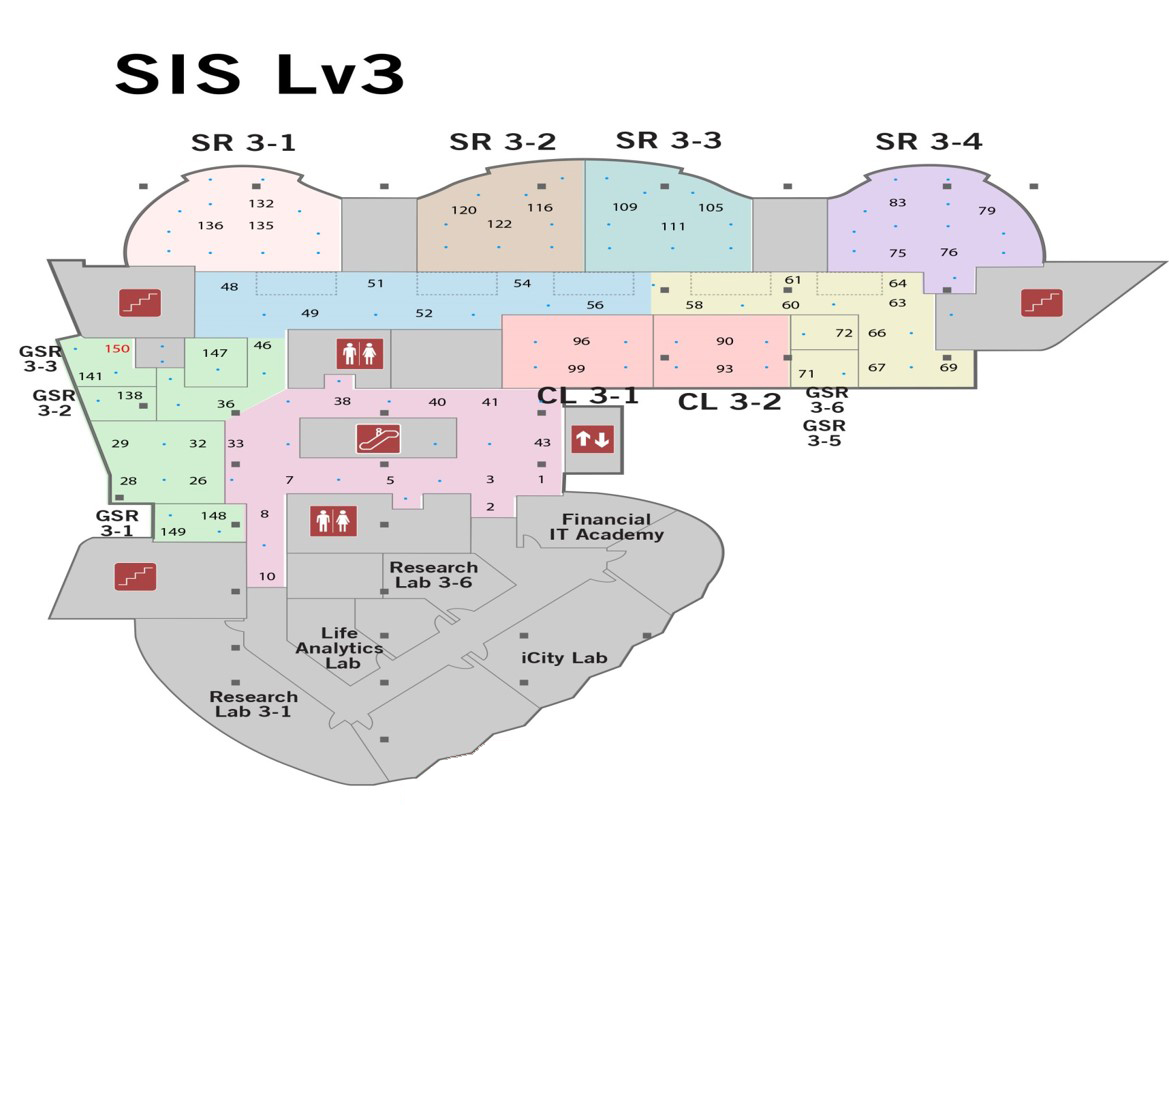 SIS Lv3
SR 3-1
SR 3-2
SR 3-3
SR 3-4
132
136 135
120 116
122
109 105
111
83 79
75 76
48 51 54 61 64
49 52 56 58 60 63
GSR
3-3
150 147 46
141
96 90 72 66
99 93 71 67 69
GSR
3-2
138 36
38 40 41
CL 3-1
CL 3-2
GSR
3-6
GSR
3-5
29 32 33 8 43
28 26 7 5 3 1
2
GSR
3-1
148 8
149
10
Financial
IT Academy
Research
Lab 3-6
Life
Analytics
Lab
iCity Lab
Research
Lab 3-1